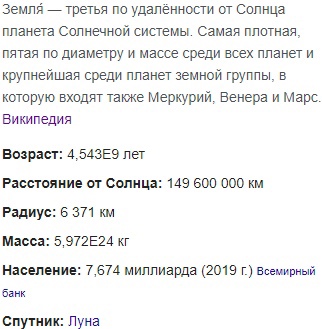 Земля́ — третья по удалённости от Солнца
планета Солнечной системы. Самая плотная,
пятая по диаметру и массе среди всех планет и
крупнейшая среди планет земной группы, в
которую входят также Меркурий, Венера и Марс.
Википедия
Возраст: 4,543E9 лет
Расстояние от Солнца: 149 600 000 км
Радиус: 6 371 км
Масса: 5,972E24 кг
Население: 7,674 миллиарда (2019 г.) Всемирный
банк
Спутник: Луна